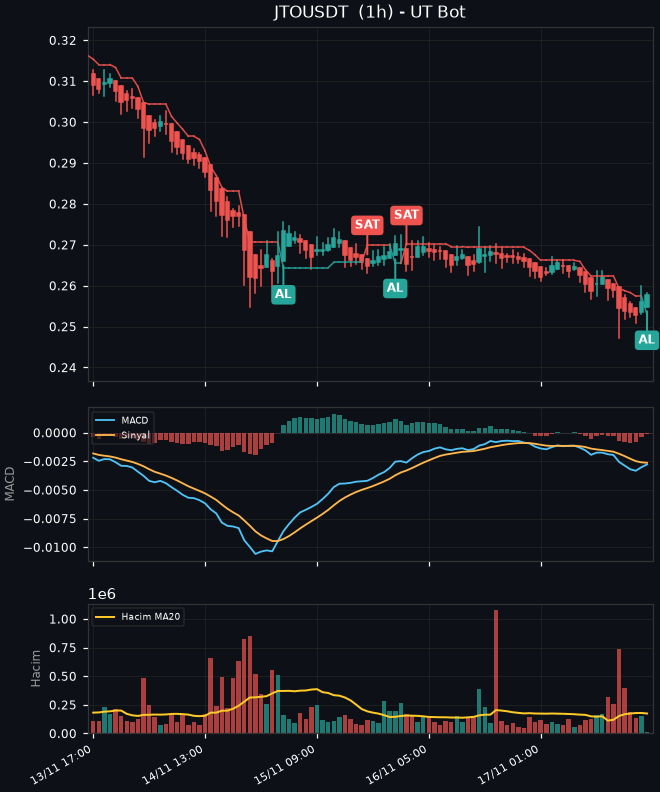 JTOUSDT (1h) - UT Bot
0.32
0.31
0.30
0.29
0.28
0.27
0.26
0.25
0.24
SAT
SAT
AL
AL
AL
MACD
MACD
Sinyal
0.0000
−0.0025
−0.0050
−0.0075
−0.0100
1e6
Hacim
Hacim MA20
1.00
0.75
0.50
0.25
0.00
13/11 17:00
14/11 13:00
15/11 09:00
16/11 05:00
17/11 01:00